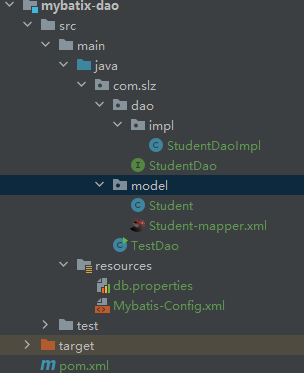 mybatix-dao
src
main
java
com.slz
dao
impl
StudentDaoImpl
StudentDao
model
Student
Student-mapper.xml
TestDao
resources
db.properties
Mybatis-Config.xml
test
target
pom.xml